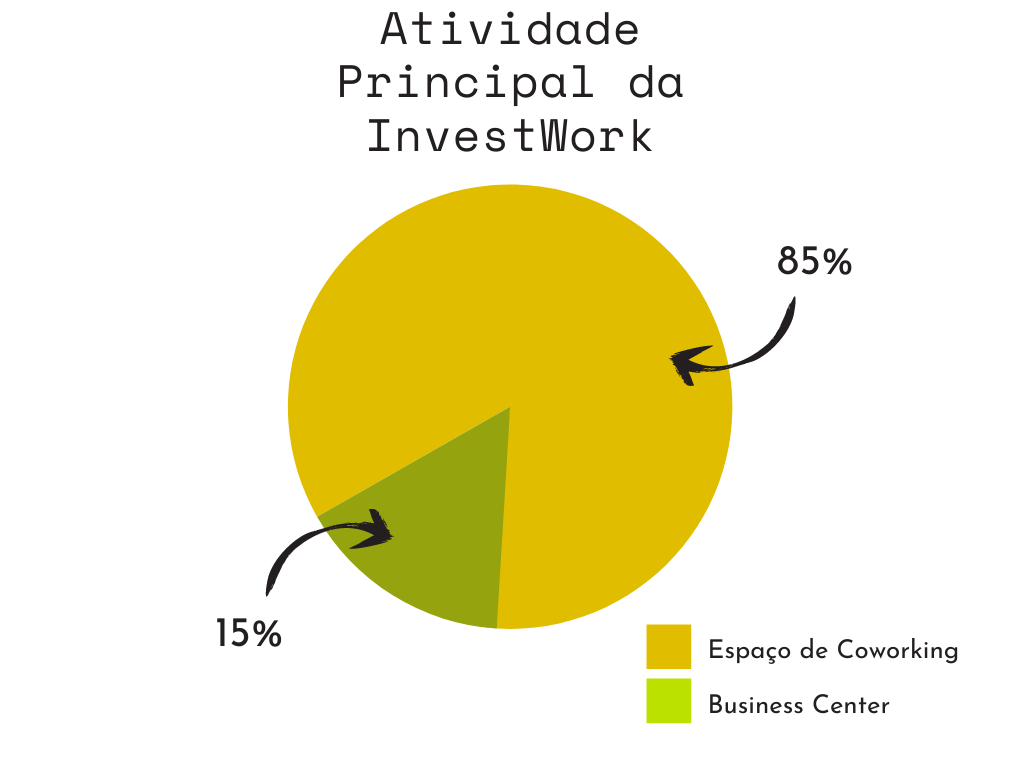 Atividade
Principal da
InvestWork
85%
15%
Espaço de Coworking
Business Center